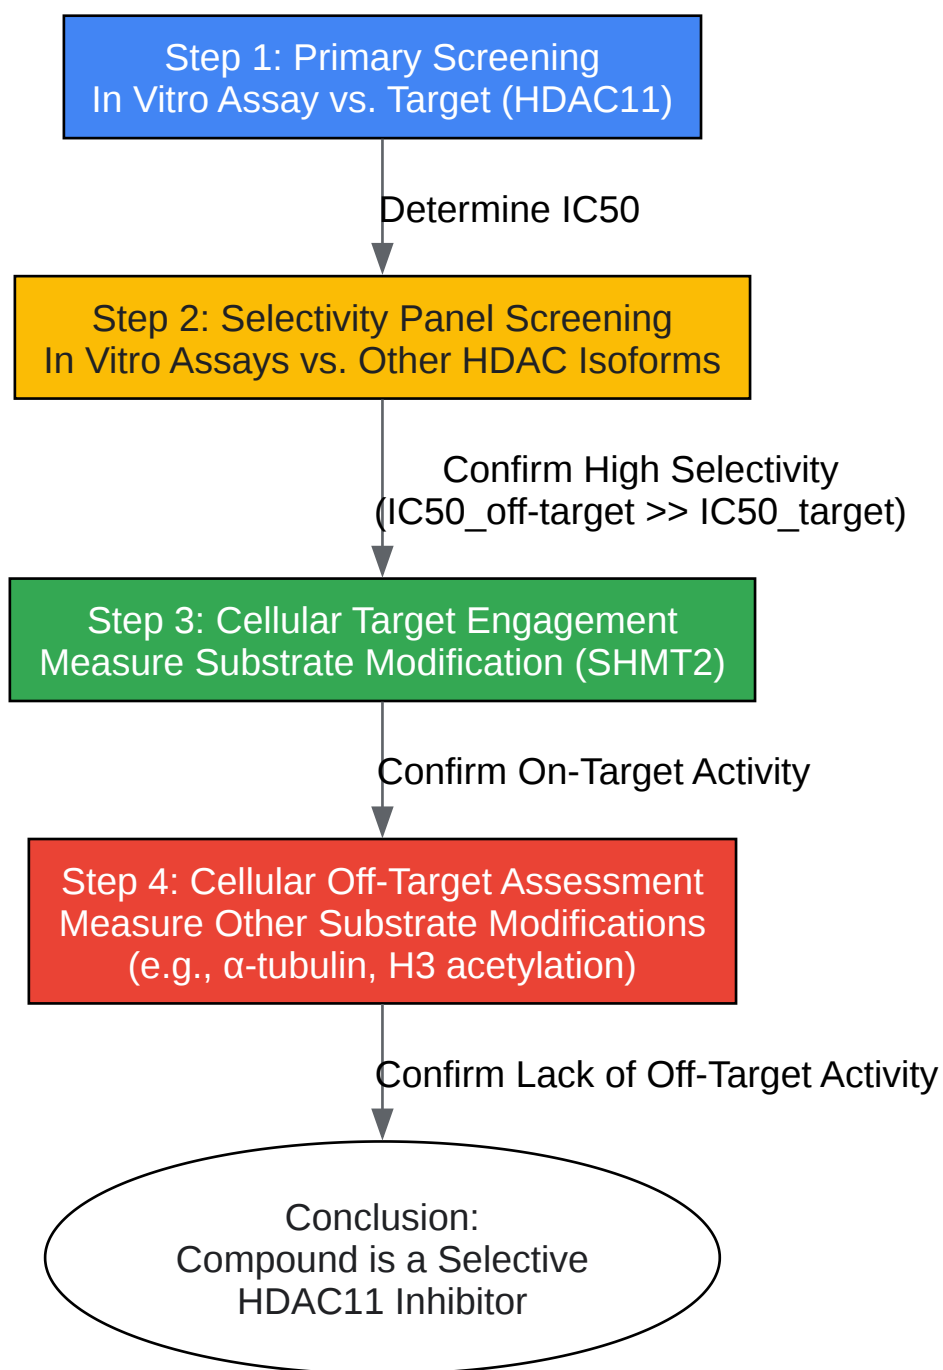 Step 1: Primary Screening
In Vitro Assay vs. Target (HDAC11)
Determine IC50
Step 2: Selectivity Panel Screening
In Vitro Assays vs. Other HDAC Isoforms
Confirm High Selectivity
(IC50_off-target >> IC50_target)
Step 3: Cellular Target Engagement
Measure Substrate Modification (SHMT2)
Confirm On-Target Activity
Step 4: Cellular Off-Target Assessment
Measure Other Substrate Modifications
(e.g., α-tubulin, H3 acetylation)
Confirm Lack of Off-Target Activity
Conclusion:
Compound is a Selective
HDAC11 Inhibitor